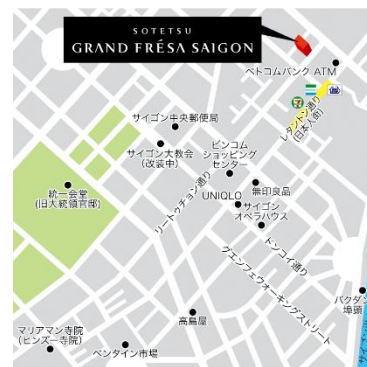 SOTETSU
GRAND FRÉSA SAIGON
ベトコムバンク ATM
レタントン通り
(日本人街)
サイゴン中央郵便局
サイゴン大教会
(改装中)
ビンコム
ショッピング
センター
統一会堂
(旧大統領官邸)
リートゥチョン通り
UNIQLO
無印良品
サイゴン
オペラハウス
ドンコイ通り
グエンフェウォーキングストリート
バクダン
埠頭
高島屋
マリアマン寺院
(ヒンズー寺院)
ベンタイン市場